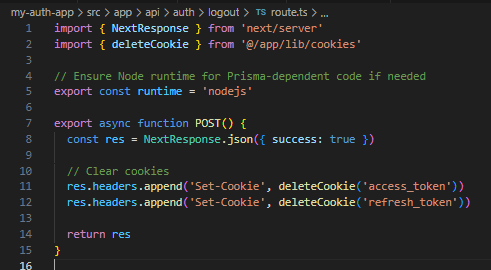 my-auth-app > src > app > api > auth > logout > TS route.ts > ...
1 import { NextResponse } from 'next/server'
2 import { deleteCookie } from '@/app/lib/cookies'
3
4 // Ensure Node runtime for Prisma-dependent code if needed
5 export const runtime = 'nodejs'
6
7 export async function POST() {
8   const res = NextResponse.json({ success: true })
9
10   // Clear cookies
11   res.headers.append('Set-Cookie', deleteCookie('access_token'))
12   res.headers.append('Set-Cookie', deleteCookie('refresh_token'))
13
14   return res
15 }
16